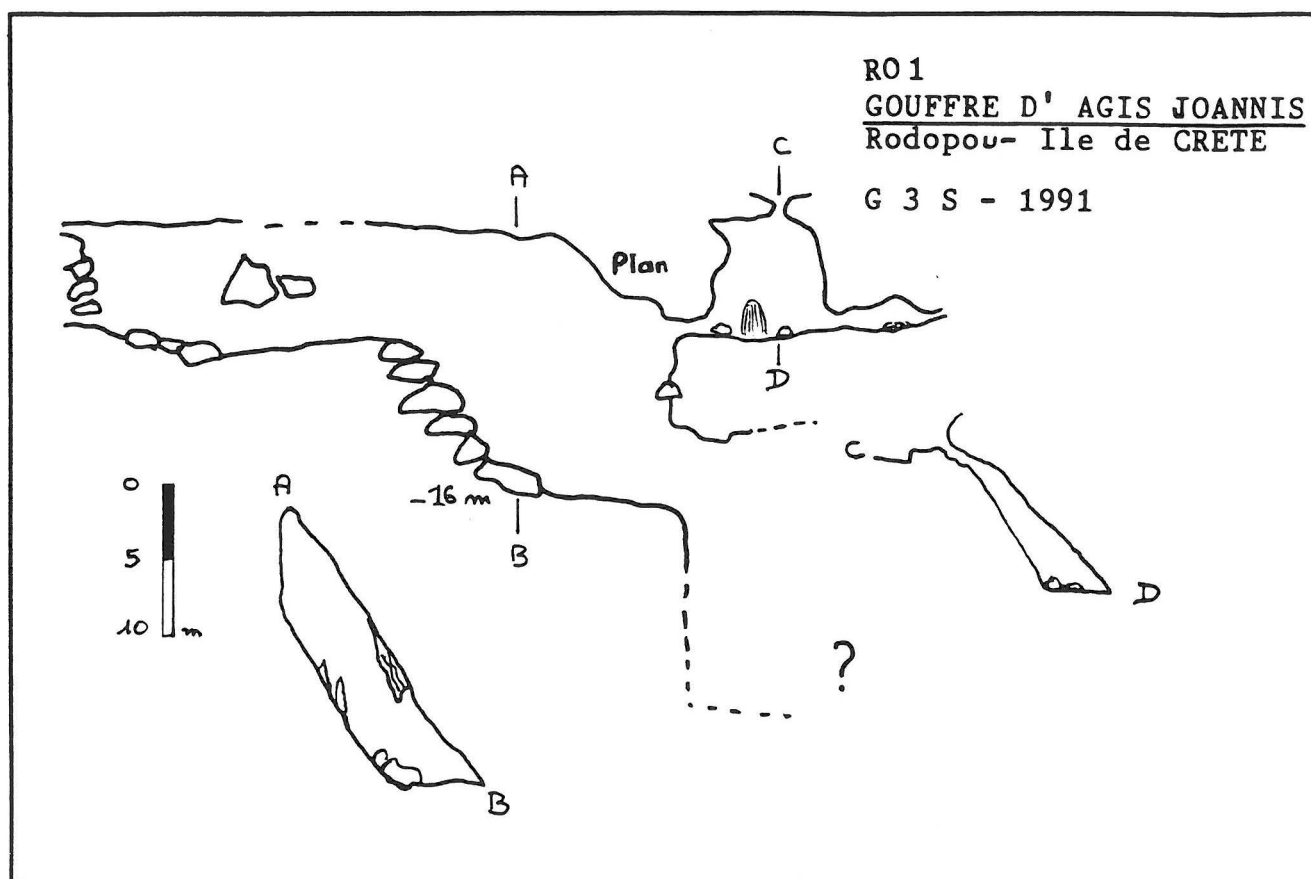 RO1
GOUFFRE D' AGIS JOANNIS
Rodopou- Ile de CRETE
G 3 S - 1991
C
A
Plan
D
C
0
A
-16 m
5
B
10 m
D
?
B